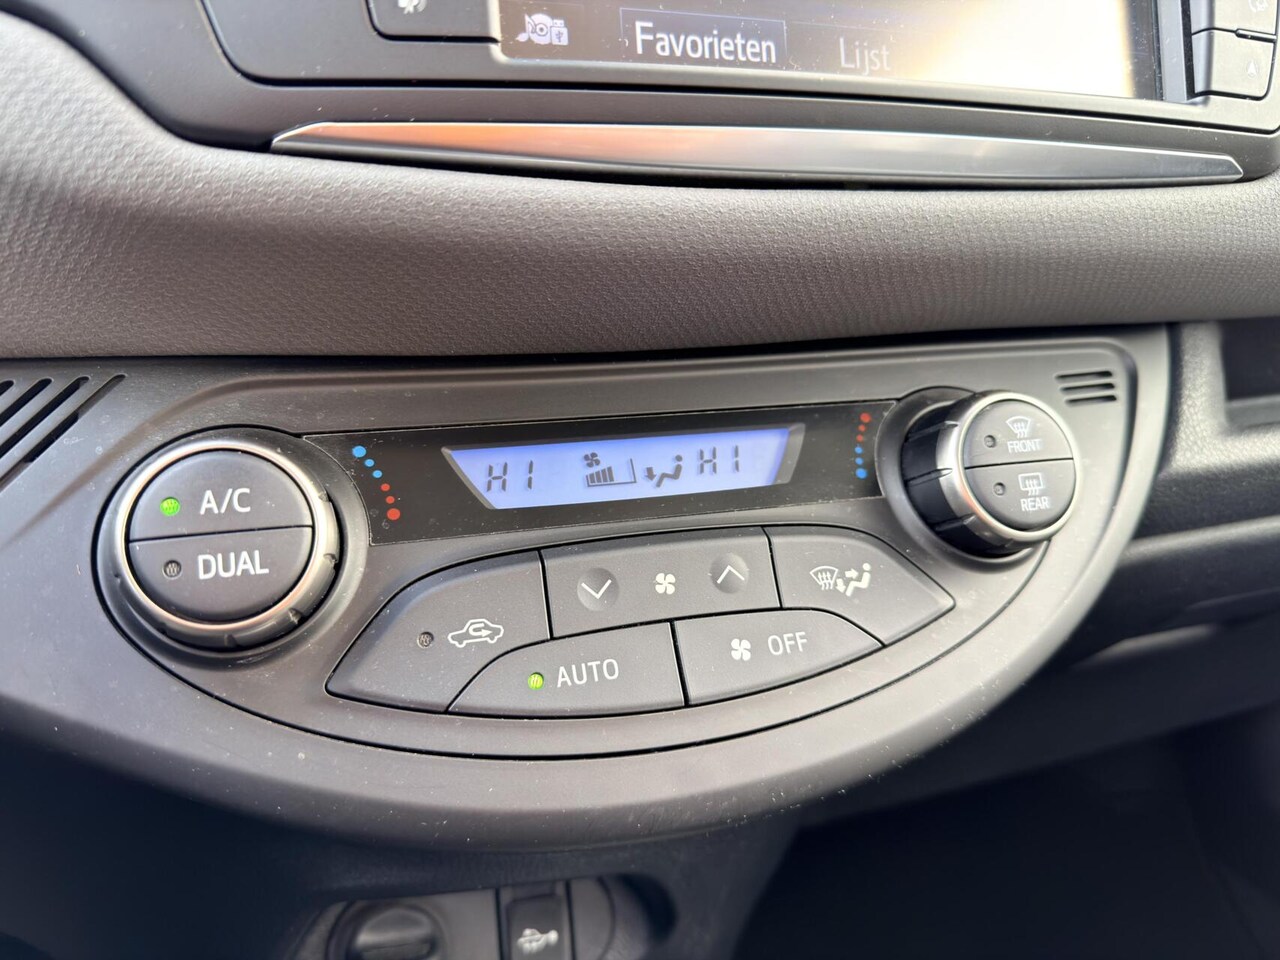 Favorieten Lijst
A/C
DUAL
HI HI
FRONT
REAR
AUTO
OFF